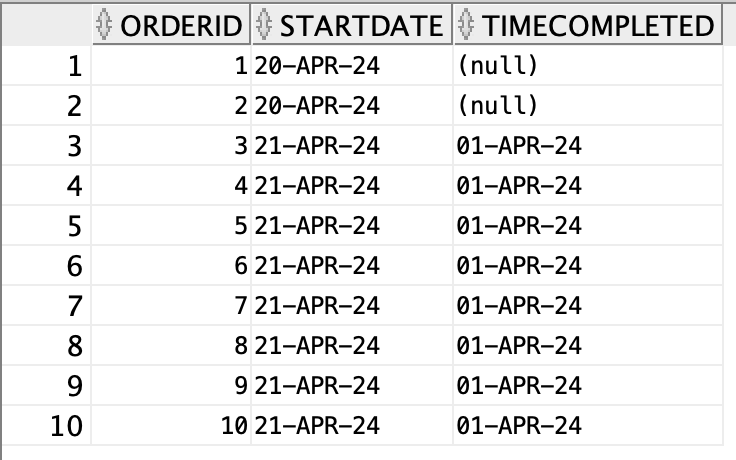 ORDERID STARTDATE TIMECOMPLETED
1 1 20-APR-24 (null)
2 2 20-APR-24 (null)
3 3 21-APR-24 01-APR-24
4 4 21-APR-24 01-APR-24
5 5 21-APR-24 01-APR-24
6 6 21-APR-24 01-APR-24
7 7 21-APR-24 01-APR-24
8 8 21-APR-24 01-APR-24
9 9 21-APR-24 01-APR-24
10 10 21-APR-24 01-APR-24